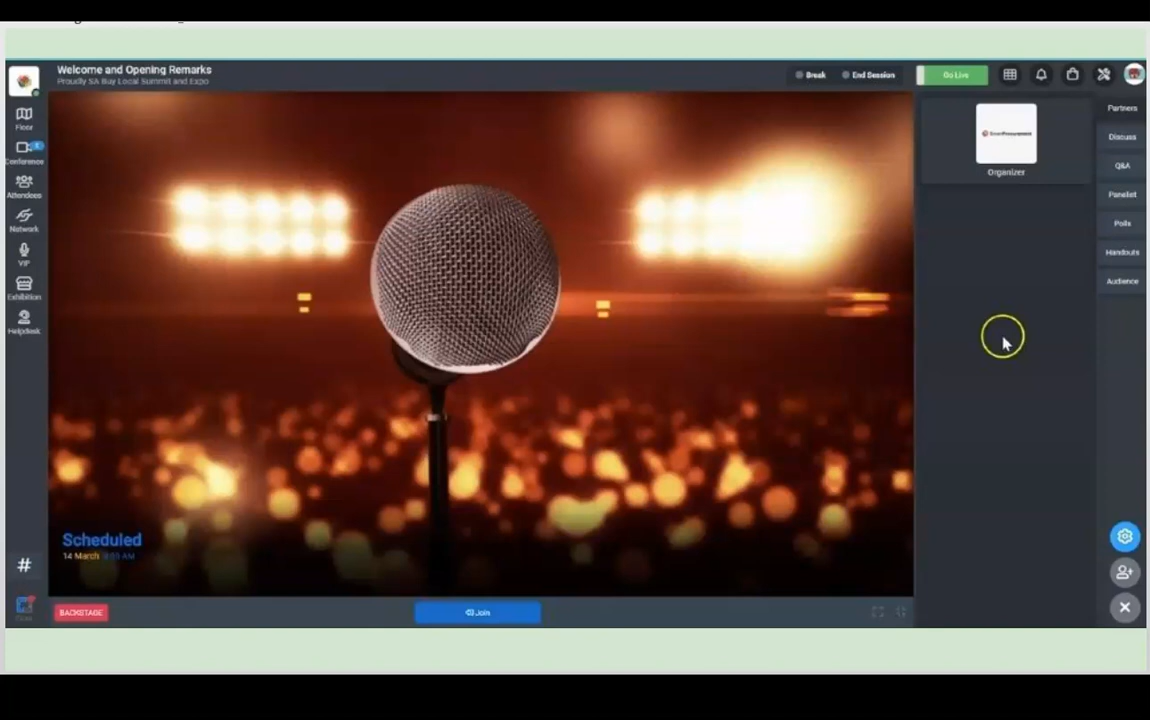 Welcome and Opening Remarks
Proudly SA Buy Local Summit and Expo
Break
End Session
Go Live
Floor
Conference
Attendees
Network
VIP
Exhibition
Helpdesk
#
SmartProcurement
Organizer
Partners
Discuss
Q&A
Panelist
Polls
Handouts
Audience
Scheduled
14 March
BACKSTAGE
Join